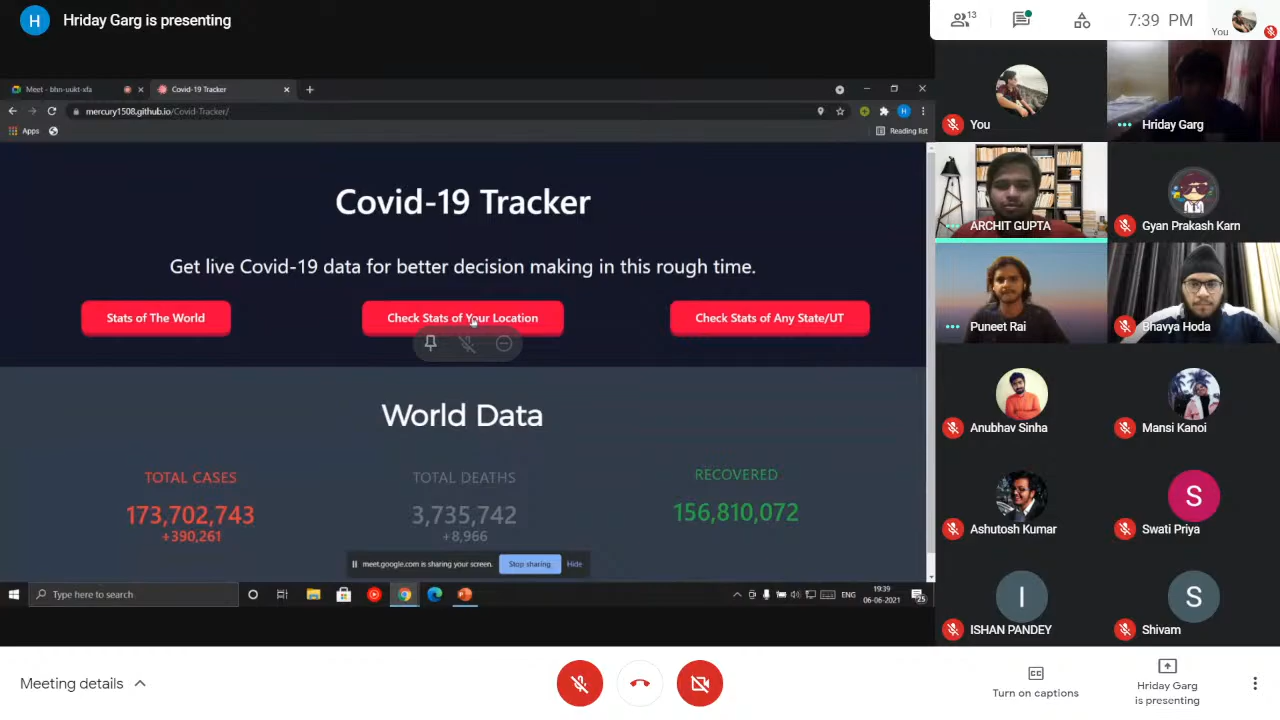 H
Hriday Garg is presenting
13
7:39 PM
You
Meet - bhn-uukt-xfa
Covid-19 Tracker
mercury1508.github.io/Covid-Tracker/
H
Apps
Reading list
Covid-19 Tracker
Get live Covid-19 data for better decision making in this rough time.
Stats of The World
Check Stats of Your Location
Check Stats of Any State/UT
World Data
TOTAL CASES
173,702,743
+390,261
TOTAL DEATHS
3,735,742
+8,966
RECOVERED
156,810,072
meet.google.com is sharing your screen.
Stop sharing
Hide
Type here to search
ENG
19:39
06-06-2021
25
You
Hriday Garg
ARCHIT GUPTA
Gyan Prakash Karn
Puneet Rai
Bhavya Hoda
Anubhav Sinha
Mansi Kanoi
Ashutosh Kumar
S
Swati Priya
I
ISHAN PANDEY
S
Shivam
Meeting details
CC
Turn on captions
Hriday Garg
is presenting